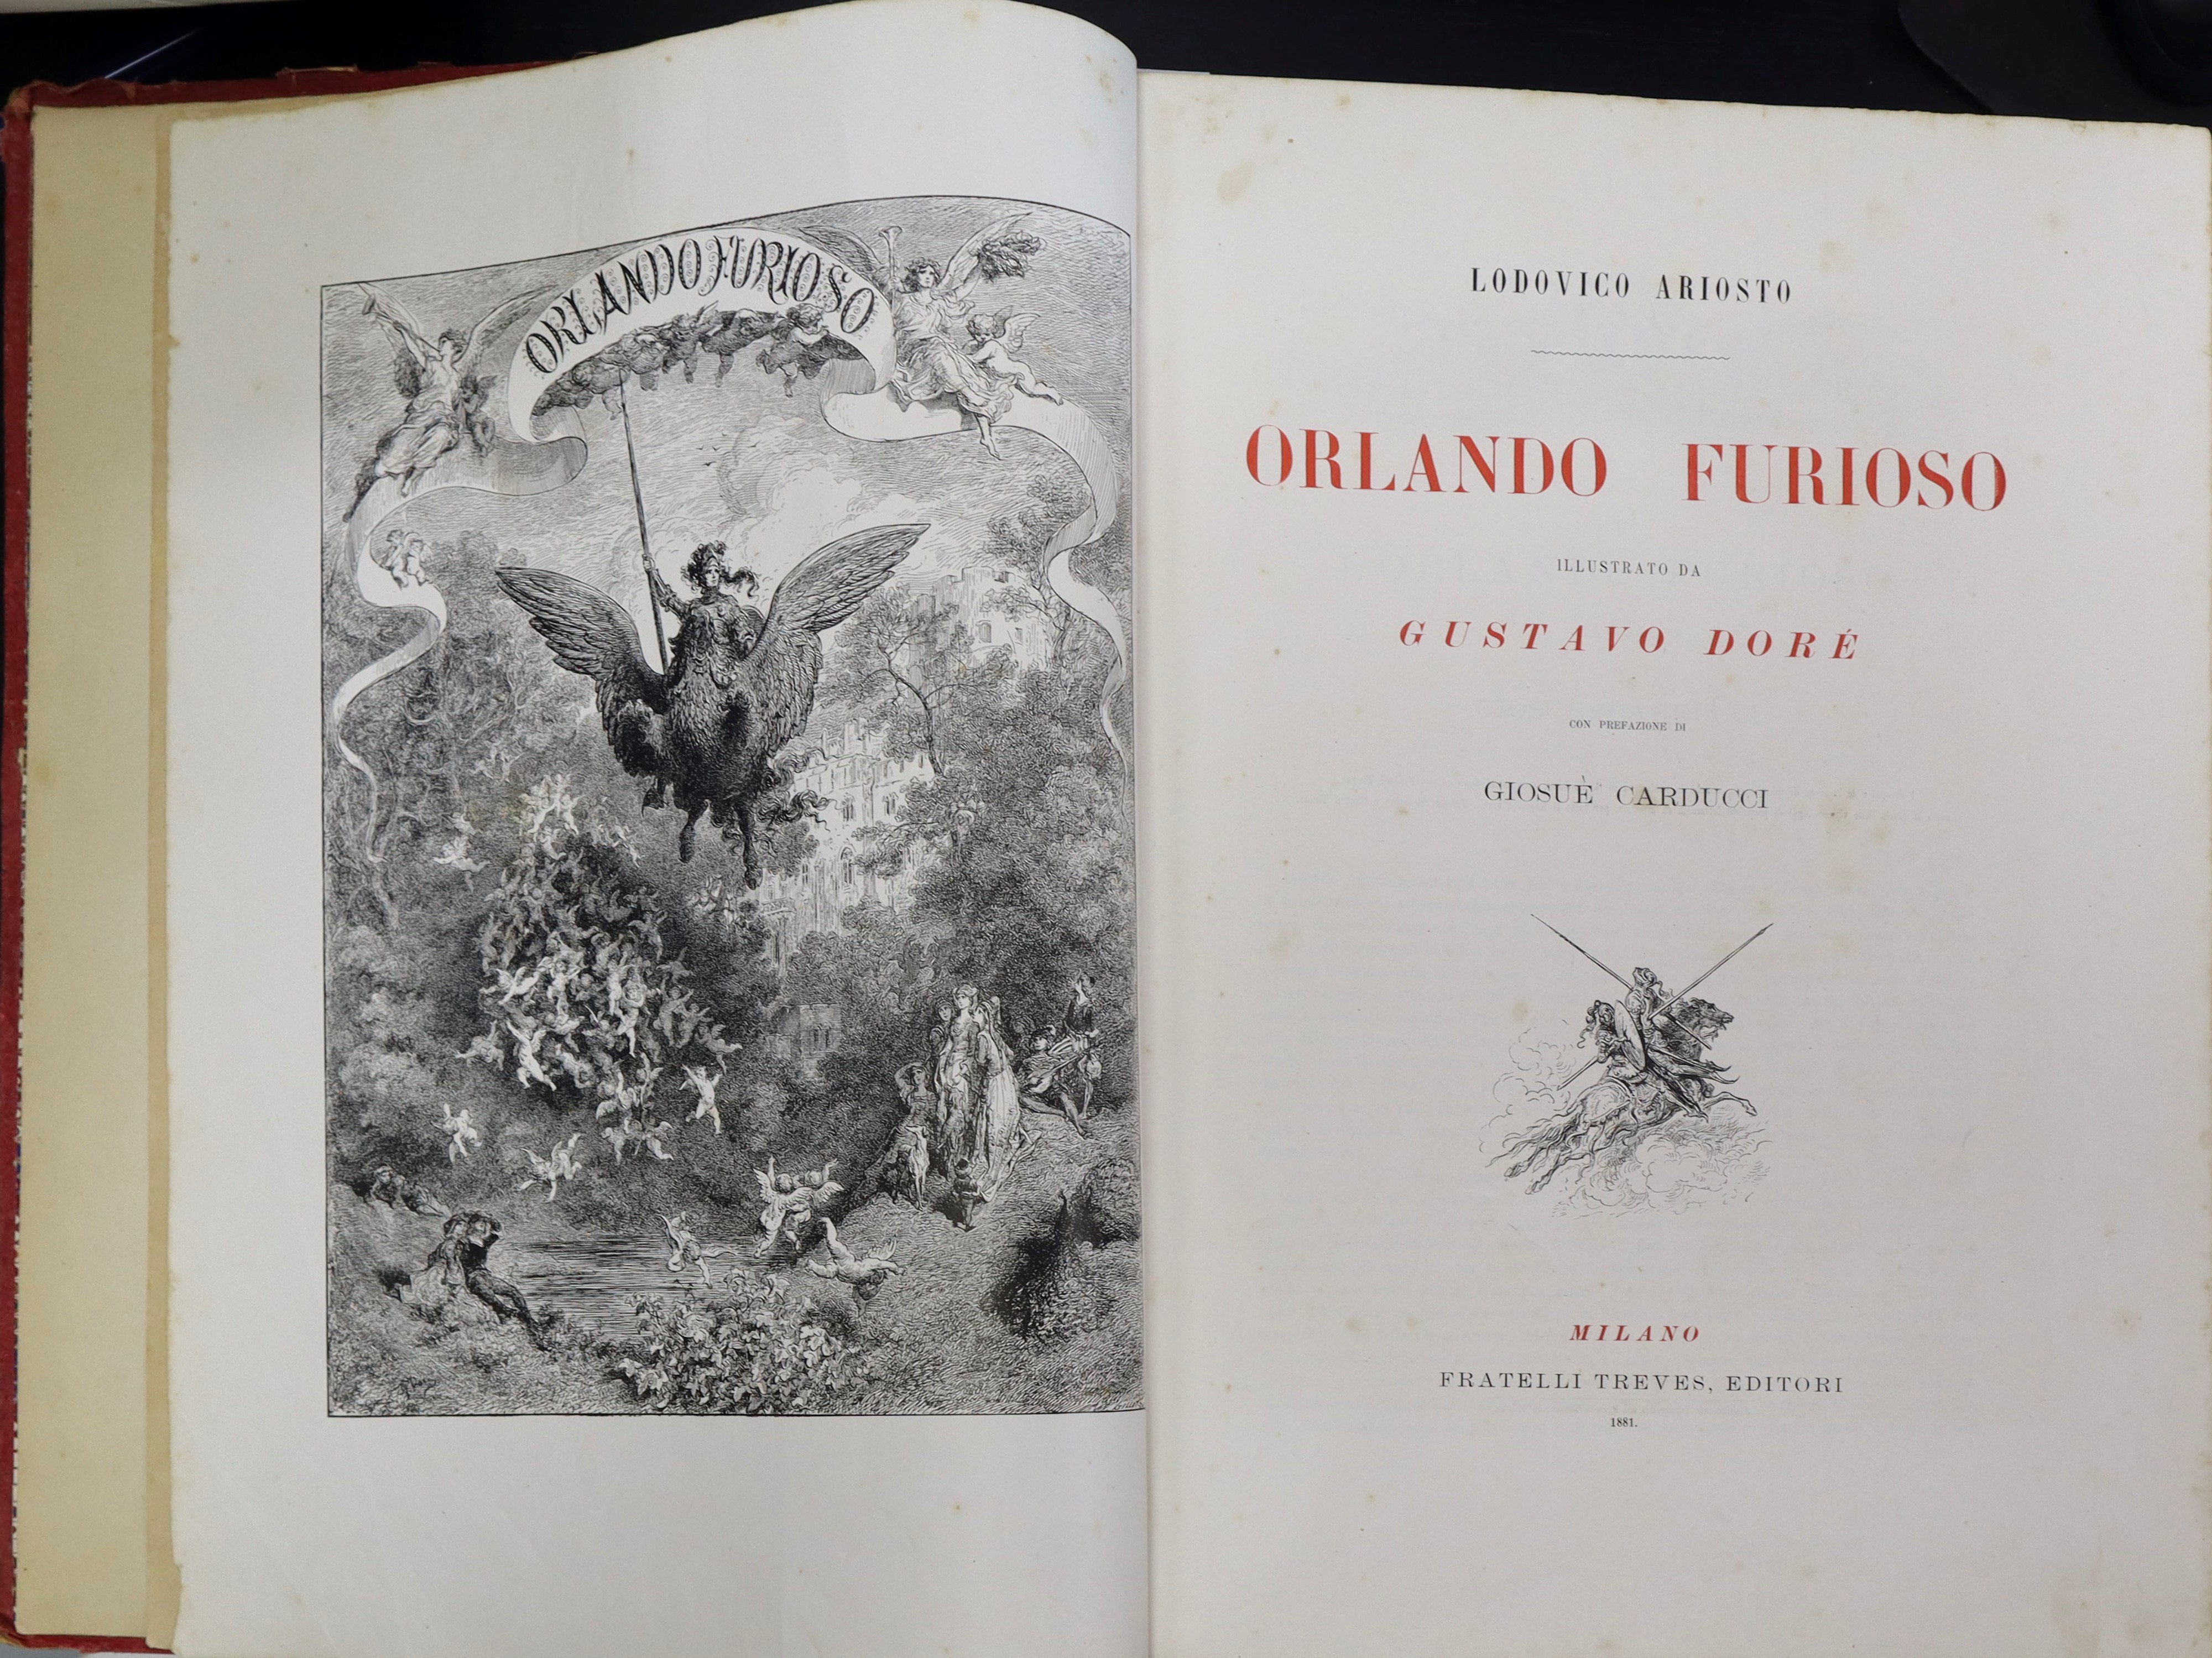 ORLANDO FURIOSO
LODOVICO ARIOSTO
ORLANDO FURIOSO
ILLUSTRATO DA
GUSTAVO DORÉ
CON PREFAZIONE DI
GIOSUÈ CARDUCCI
MILANO
FRATELLI TREVES, EDITORI
1881.